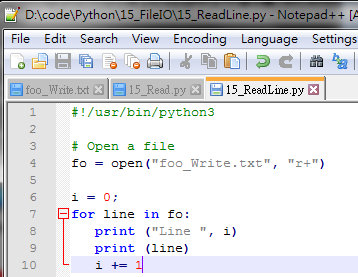 D:\code\Python\15_FileIO\15_ReadLine.py - Notepad++ [A
File Edit Search View Encoding Language Settings
foo_Write.txt 15_Read.py 15_ReadLine.py
1 #!/usr/bin/python3
2
3 # Open a file
4 fo = open("foo_Write.txt", "r+")
5
6 i = 0;
7 for line in fo:
8 print ("Line ", i)
9 print (line)
10 i += 1